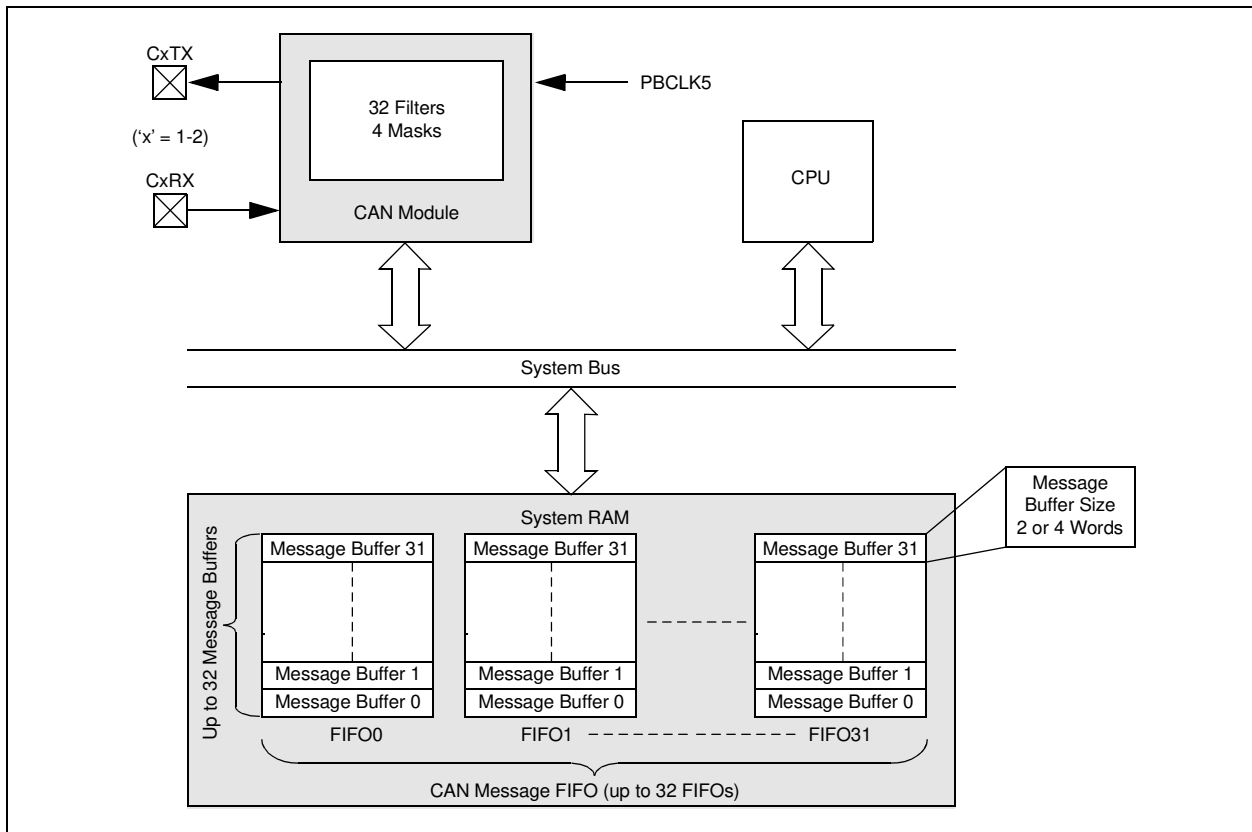 CxTX
PBCLK5
32 Filters
4 Masks
(‘x’ = 1-2)
CxRX
CPU
CAN Module
System Bus
Message
Buffer Size
2 or 4 Words
System RAM
Up to 32 Message Buffers
Message Buffer 31
Message Buffer 31
Message Buffer 31
Message Buffer 1
Message Buffer 1
Message Buffer 1
Message Buffer 0
Message Buffer 0
Message Buffer 0
FIFO0
FIFO1
FIFO31
CAN Message FIFO (up to 32 FIFOs)